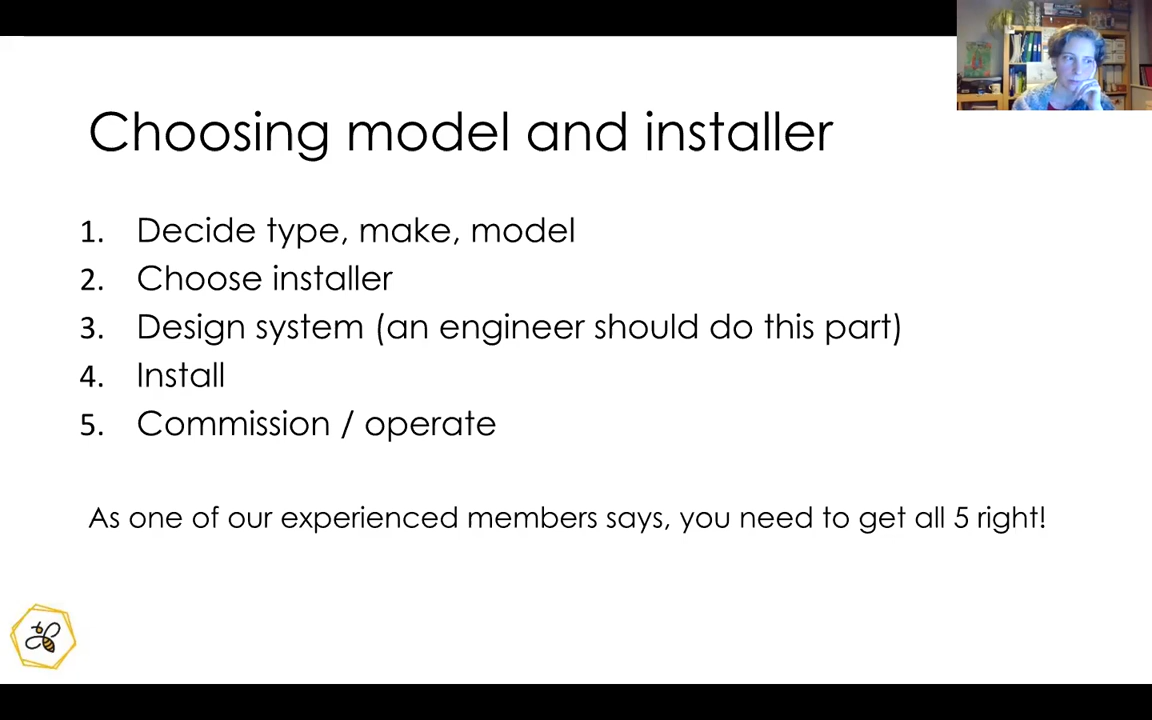 Choosing model and installer
1. Decide type, make, model
2. Choose installer
3. Design system (an engineer should do this part)
4. Install
5. Commission / operate
As one of our experienced members says, you need to get all 5 right!